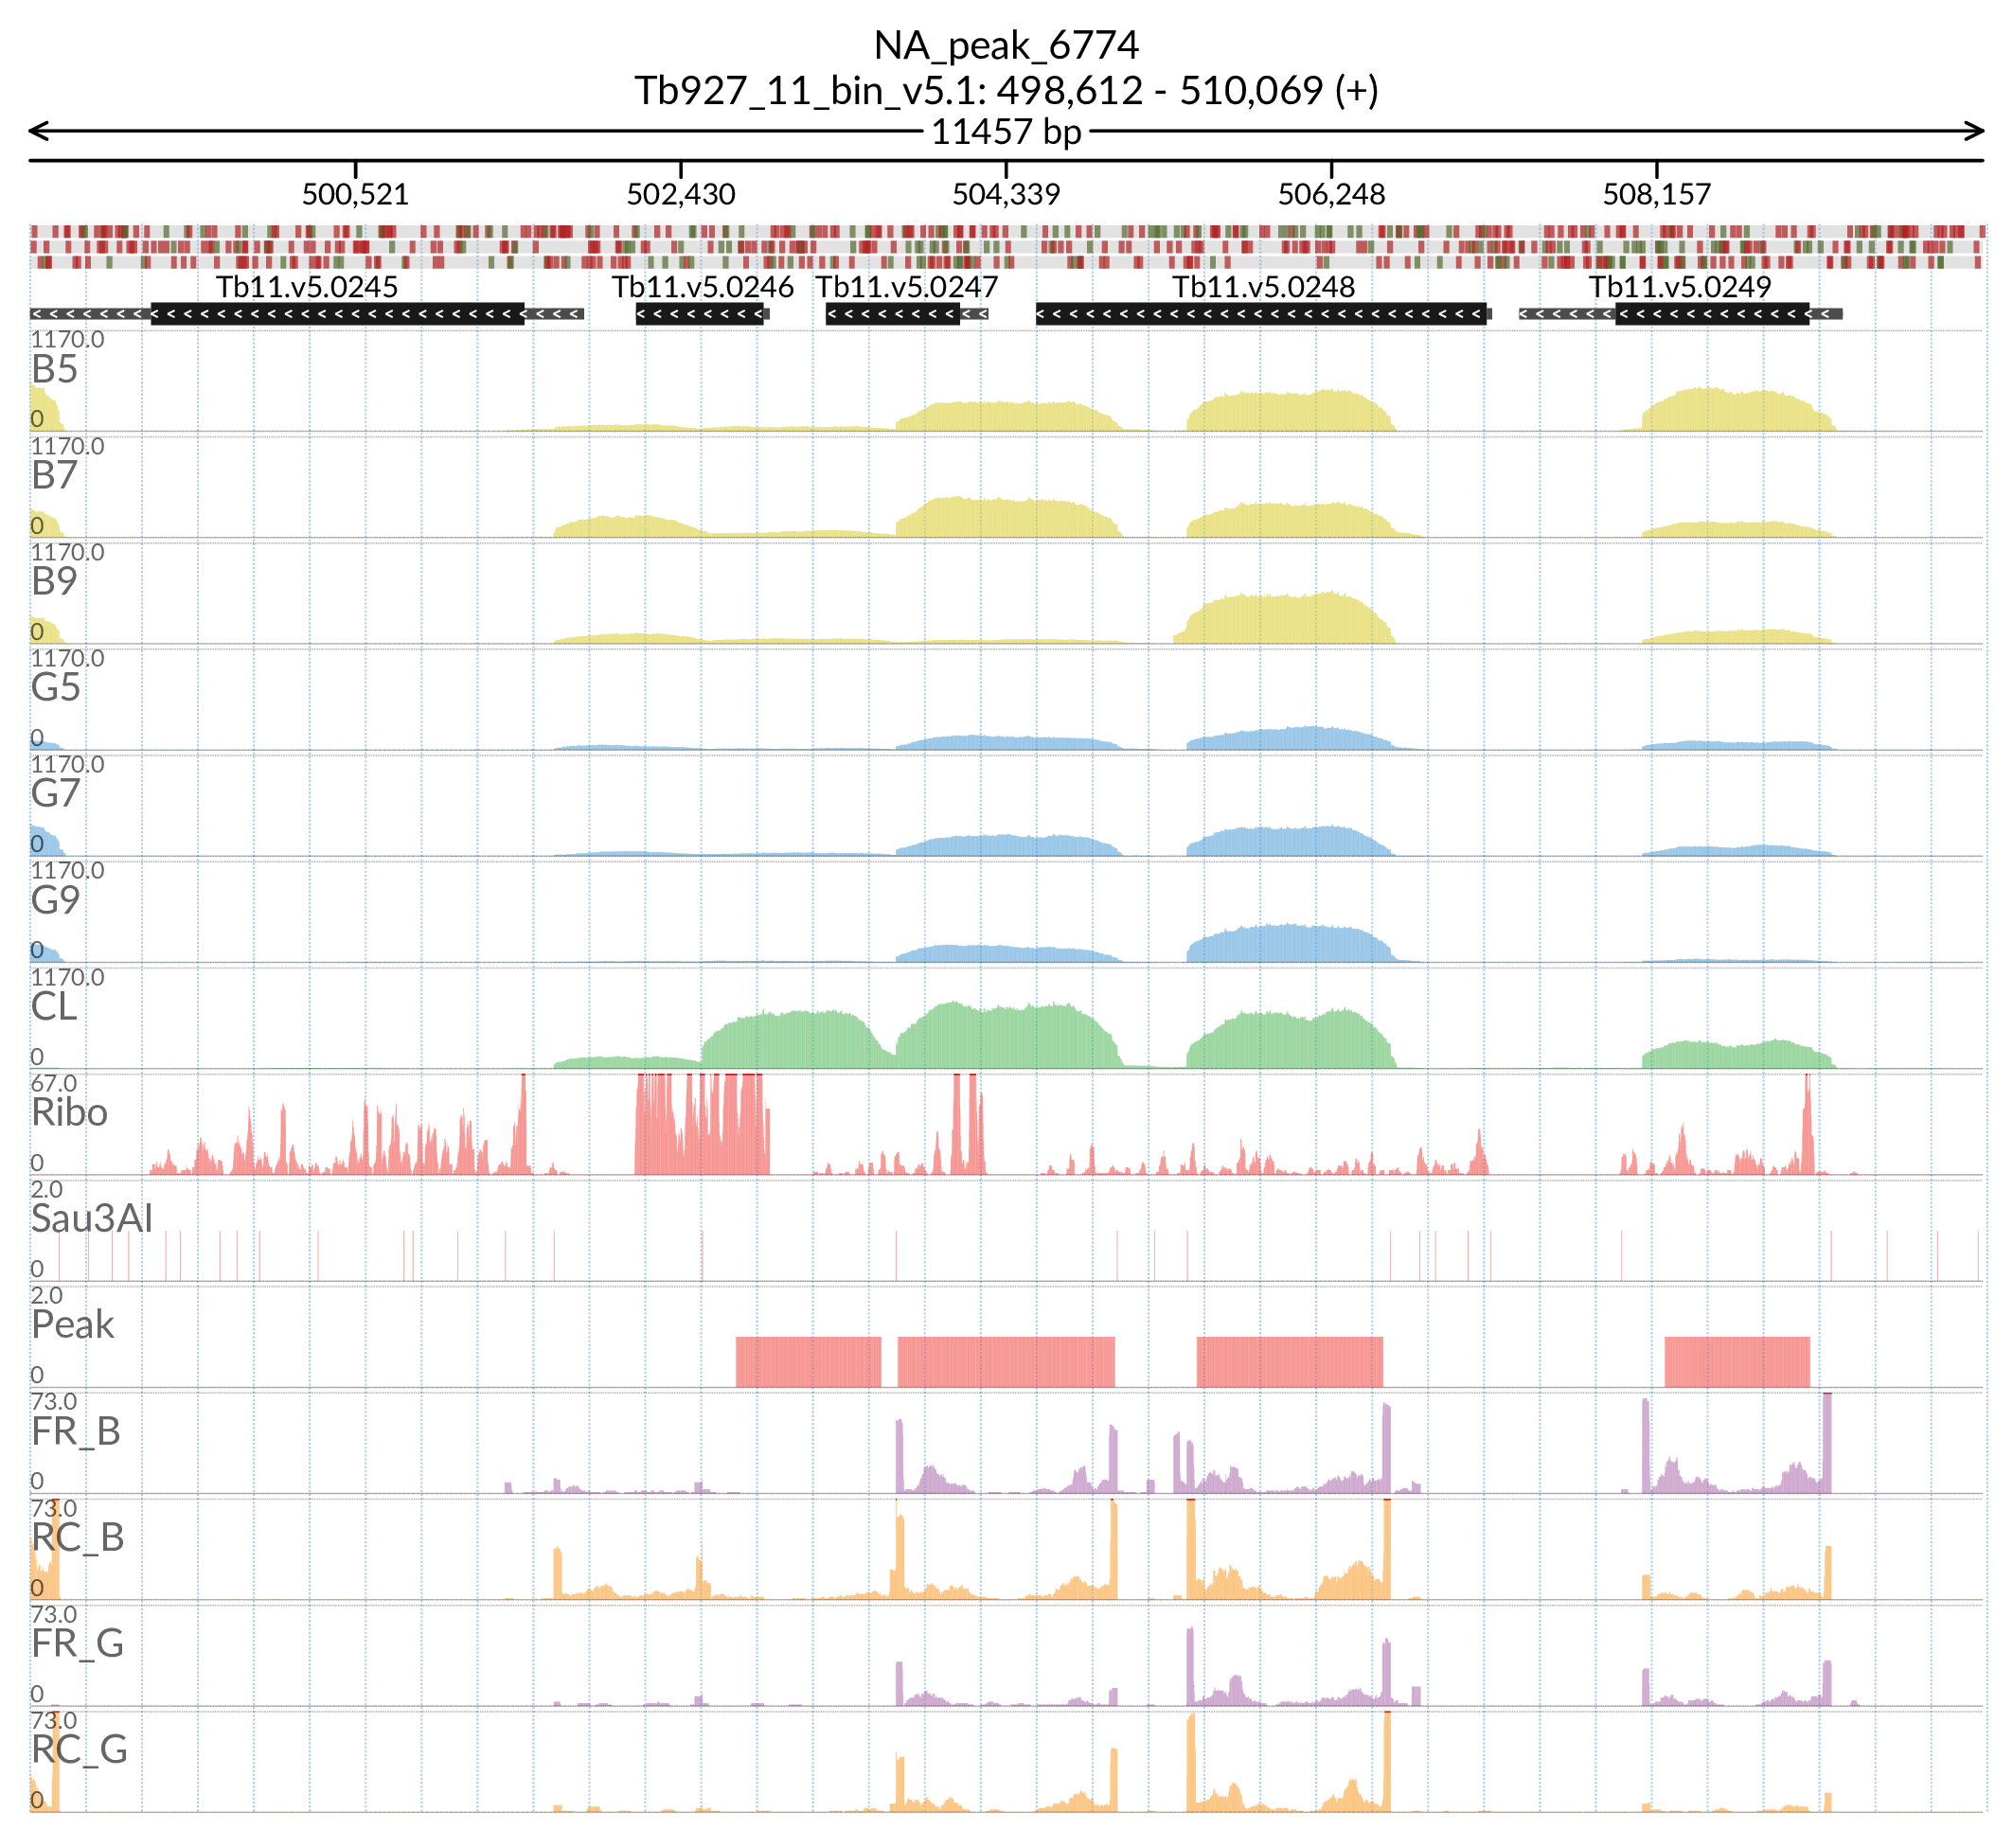 NA_peak_6774
Tb927_11_bin_v5.1: 498,612 - 510,069 (+)
11457 bp
500,521 502,430 504,339 506,248 508,157
Tb11.v5.0245 Tb11.v5.0246 Tb11.v5.0247 Tb11.v5.0248 Tb11.v5.0249
1170.0
B5
0
1170.0
B7
0
1170.0
B9
0
1170.0
G5
0
1170.0
G7
0
1170.0
G9
0
1170.0
CL
0
67.0
Ribo
0
2.0
Sau3AI
0
2.0
Peak
0
73.0
FR_B
0
73.0
RC_B
0
73.0
FR_G
0
73.0
RC_G
0